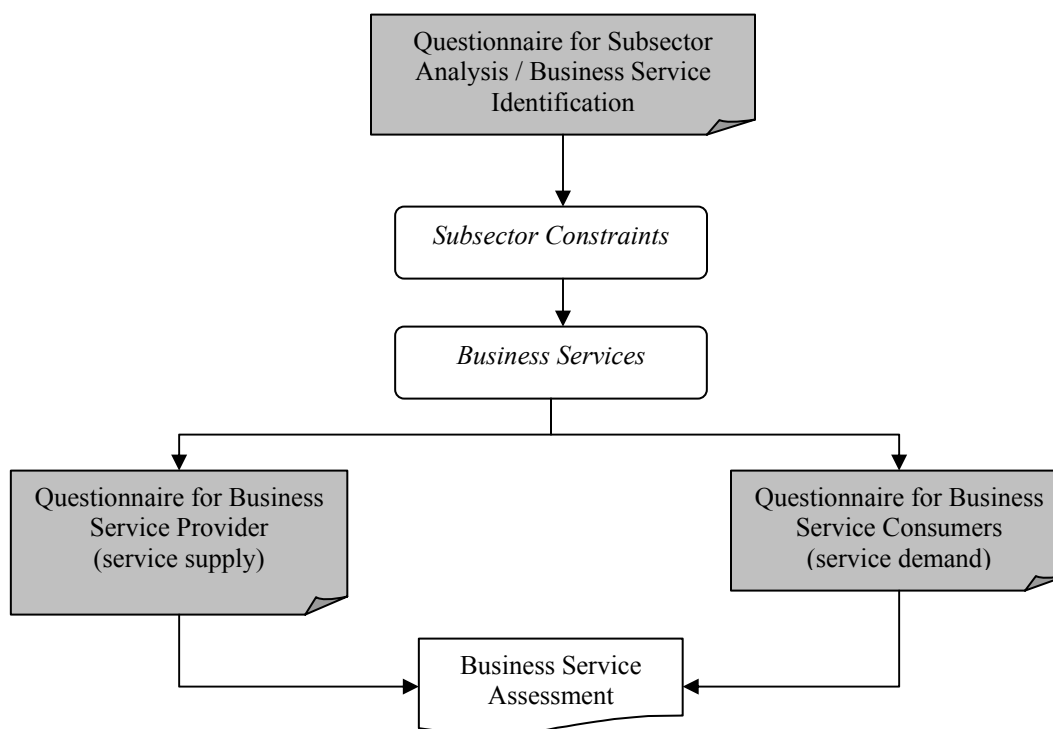 Questionnaire for Subsector
Analysis / Business Service
Identification
Subsector Constraints
Business Services
Questionnaire for Business
Service Provider
(service supply)
Questionnaire for Business
Service Consumers
(service demand)
Business Service
Assessment